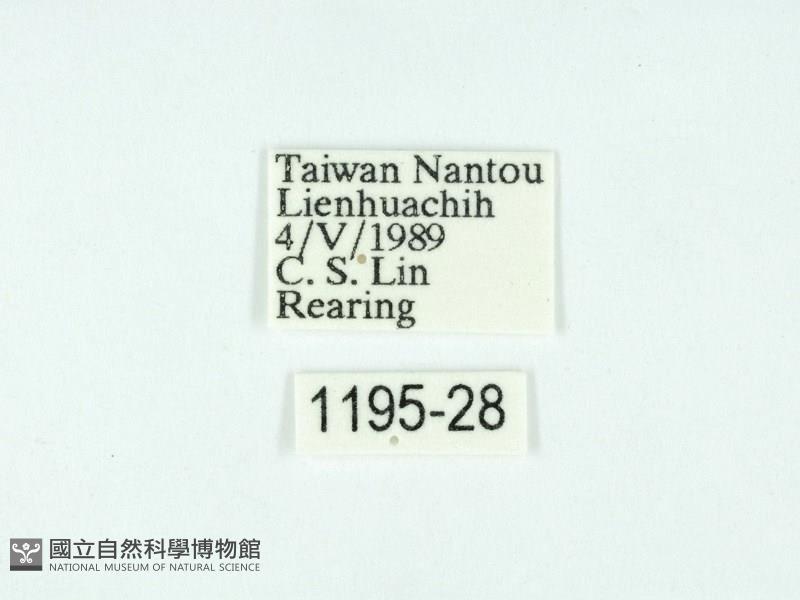 Taiwan Nantou
Lienhuachih
4/V/1989
C. S. Lin
Rearing
1195-28
國立自然科學博物館
NATIONAL MUSEUM OF NATURAL SCIENCE